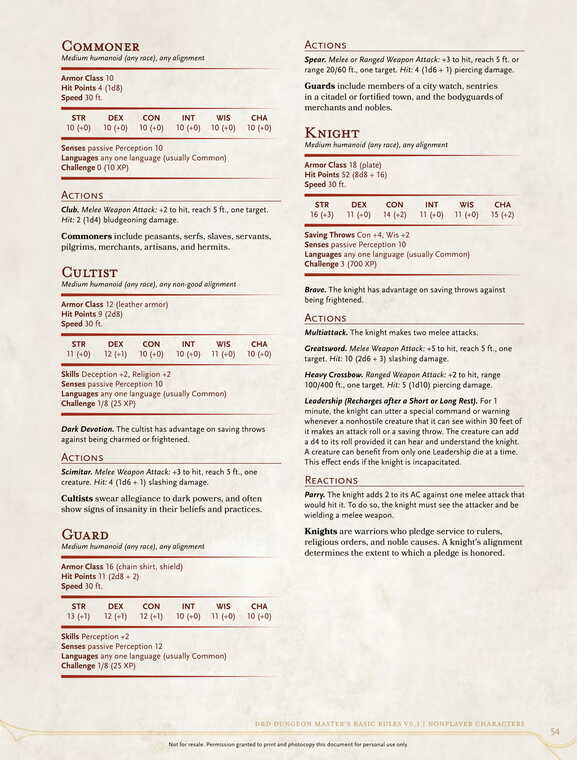 COMMONER
Medium humanoid (any race), any alignment
Armor Class 10
Hit Points 4 (1d8)
Speed 30 ft.
STR DEX CON INT WIS CHA
10 (+0) 10 (+0) 10 (+0) 10 (+0) 10 (+0) 10 (+0)
Senses passive Perception 10
Languages any one language (usually Common)
Challenge 0 (10 XP)
ACTIONS
Club. Melee Weapon Attack: +2 to hit, reach 5 ft., one target.
Hit: 2 (1d4) bludgeoning damage.
Commoners include peasants, serfs, slaves, servants,
pilgrims, merchants, artisans, and hermits.
CULTIST
Medium humanoid (any race), any non-good alignment
Armor Class 12 (leather armor)
Hit Points 9 (2d8)
Speed 30 ft.
STR DEX CON INT WIS CHA
11 (+0) 12 (+1) 10 (+0) 10 (+0) 11 (+0) 10 (+0)
Skills Deception +2, Religion +2
Senses passive Perception 10
Languages any one language (usually Common)
Challenge 1/8 (25 XP)
Dark Devotion. The cultist has advantage on saving throws
against being charmed or frightened.
ACTIONS
Scimitar. Melee Weapon Attack: +3 to hit, reach 5 ft., one
creature. Hit: 4 (1d6 + 1) slashing damage.
Cultists swear allegiance to dark powers, and often
show signs of insanity in their beliefs and practices.
GUARD
Medium humanoid (any race), any alignment
Armor Class 16 (chain shirt, shield)
Hit Points 11 (2d8 + 2)
Speed 30 ft.
STR DEX CON INT WIS CHA
13 (+1) 12 (+1) 12 (+1) 10 (+0) 11 (+0) 10 (+0)
Skills Perception +2
Senses passive Perception 12
Languages any one language (usually Common)
Challenge 1/8 (25 XP)
ACTIONS
Spear. Melee or Ranged Weapon Attack: +3 to hit, reach 5 ft. or
range 20/60 ft., one target. Hit: 4 (1d6 + 1) piercing damage.
Guards include members of a city watch, sentries
in a citadel or fortified town, and the bodyguards of
merchants and nobles.
KNIGHT
Medium humanoid (any race), any alignment
Armor Class 18 (plate)
Hit Points 52 (8d8 + 16)
Speed 30 ft.
STR DEX CON INT WIS CHA
16 (+3) 11 (+0) 14 (+2) 11 (+0) 11 (+0) 15 (+2)
Saving Throws Con +4, Wis +2
Senses passive Perception 10
Languages any one language (usually Common)
Challenge 3 (700 XP)
Brave. The knight has advantage on saving throws against
being frightened.
ACTIONS
Multiattack. The knight makes two melee attacks.
Greatsword. Melee Weapon Attack: +5 to hit, reach 5 ft., one
target. Hit: 10 (2d6 + 3) slashing damage.
Heavy Crossbow. Ranged Weapon Attack: +2 to hit, range
100/400 ft., one target. Hit: 5 (1d10) piercing damage.
Leadership (Recharges after a Short or Long Rest). For 1
minute, the knight can utter a special command or warning
whenever a nonhostile creature that it can see within 30 feet of
it makes an attack roll or a saving throw. The creature can add
a d4 to its roll provided it can hear and understand the knight.
A creature can benefit from only one Leadership die at a time.
This effect ends if the knight is incapacitated.
REACTIONS
Parry. The knight adds 2 to its AC against one melee attack that
would hit it. To do so, the knight must see the attacker and be
wielding a melee weapon.
Knights are warriors who pledge service to rulers,
religious orders, and noble causes. A knight's alignment
determines the extent to which a pledge is honored.
D&D DUNGEON MASTER'S BASIC RULES V0.3 | NONPLAYER CHARACTERS
54
Not for resale. Permission granted to print and photocopy this document for personal use only.